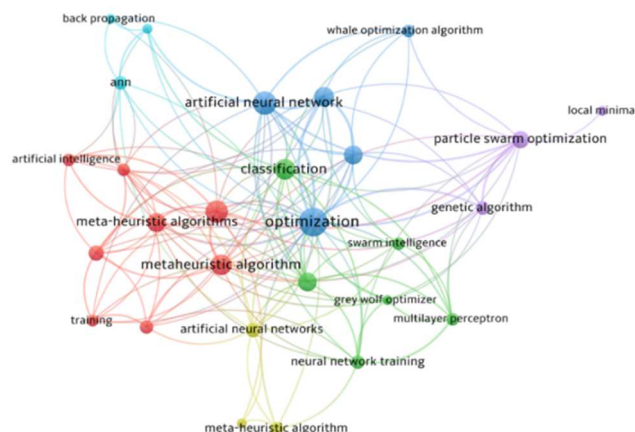 back propagation
whale optimization algorithm
ann
artificial neural network
local minima
particle swarm optimization
artificial intelligence
classification
genetic algorithm
meta-heuristic algorithms
optimization
swarm intelligence
metaheuristic algorithm
grey wolf optimizer
training
artificial neural networks
multilayer perceptron
neural network training
meta-heuristic algorithm